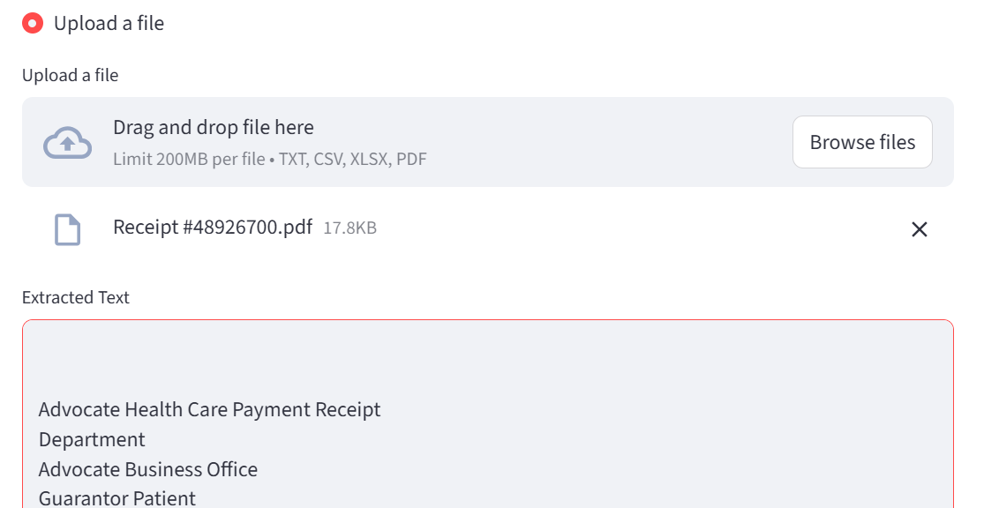 Upload a file
Upload a file
Drag and drop file here
Limit 200MB per file • TXT, CSV, XLSX, PDF
Browse files
Receipt #48926700.pdf 17.8KB
Extracted Text
Advocate Health Care Payment Receipt
Department
Advocate Business Office
Guarantor Patient